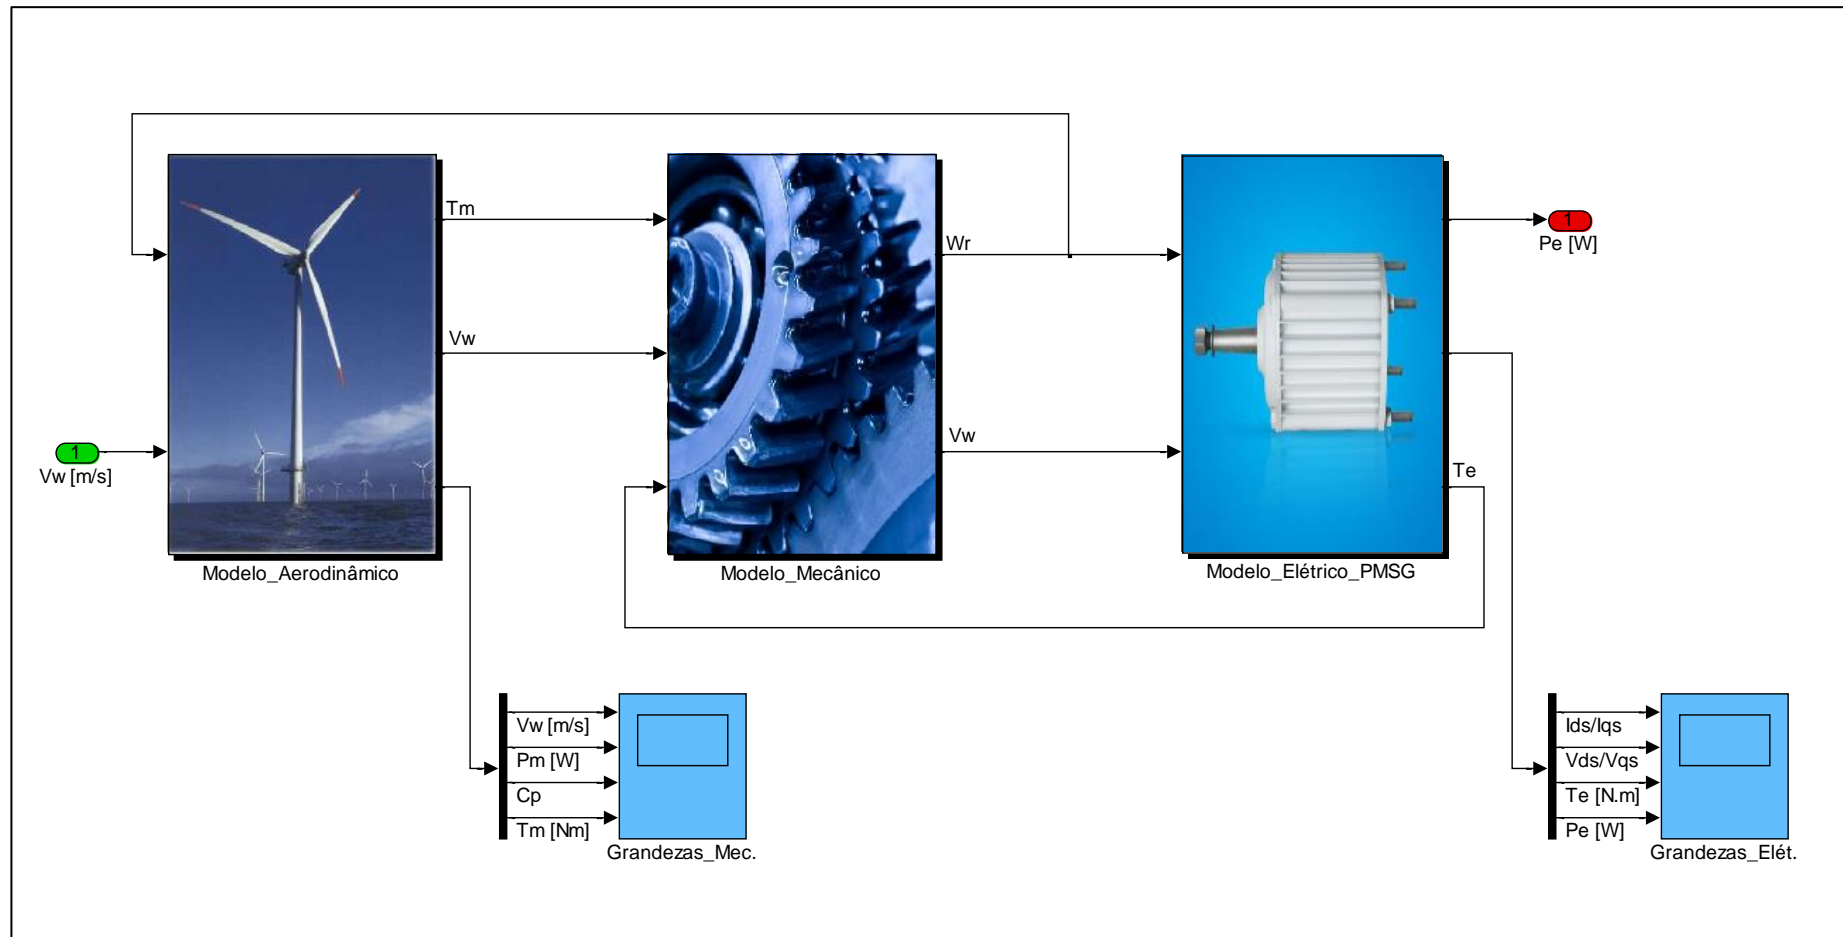 Tm
Wr
1
Pe [W]
Vw
1
Vw [m/s]
Vw
Te
Modelo_Aerodinâmico
Modelo_Mecânico
Modelo_Elétrico_PMSG
Vw [m/s]
Pm [W]
Cp
Tm [Nm]
Grandezas_Mec.
Ids/Iqs
Vds/Vqs
Te [N.m]
Pe [W]
Grandezas_Elét.